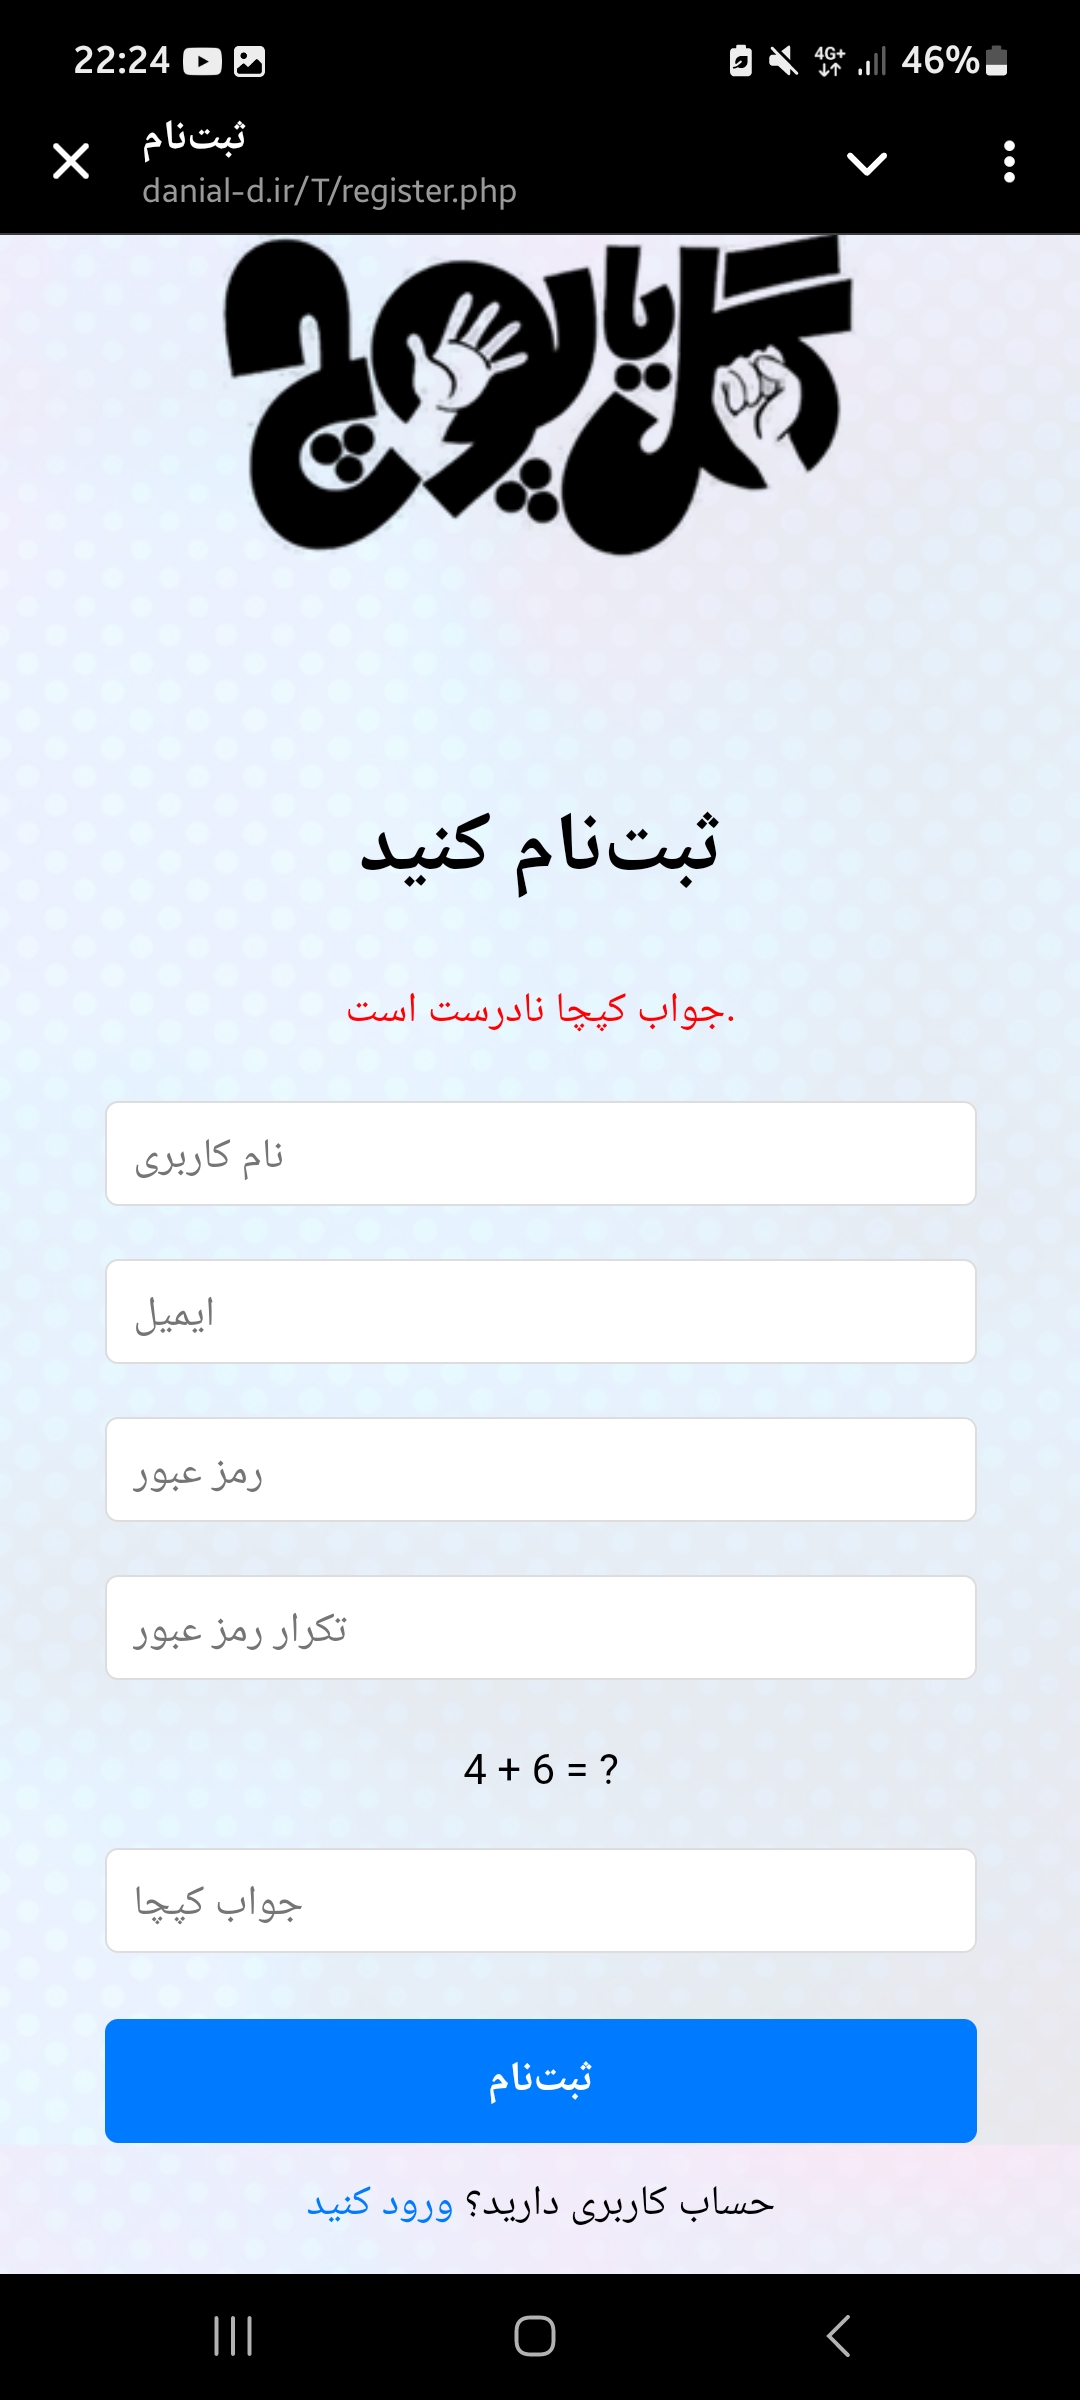 22:24
4G+
46%
ثبت‌نام
danial-d.ir/T/register.php
گل یا پوچ
ثبت‌نام کنید
جواب کپچا نادرست است.
نام کاربری
ایمیل
رمز عبور
تکرار رمز عبور
4 + 6 = ?
جواب کپچا
ثبت‌نام
حساب کاربری دارید؟ ورود کنید